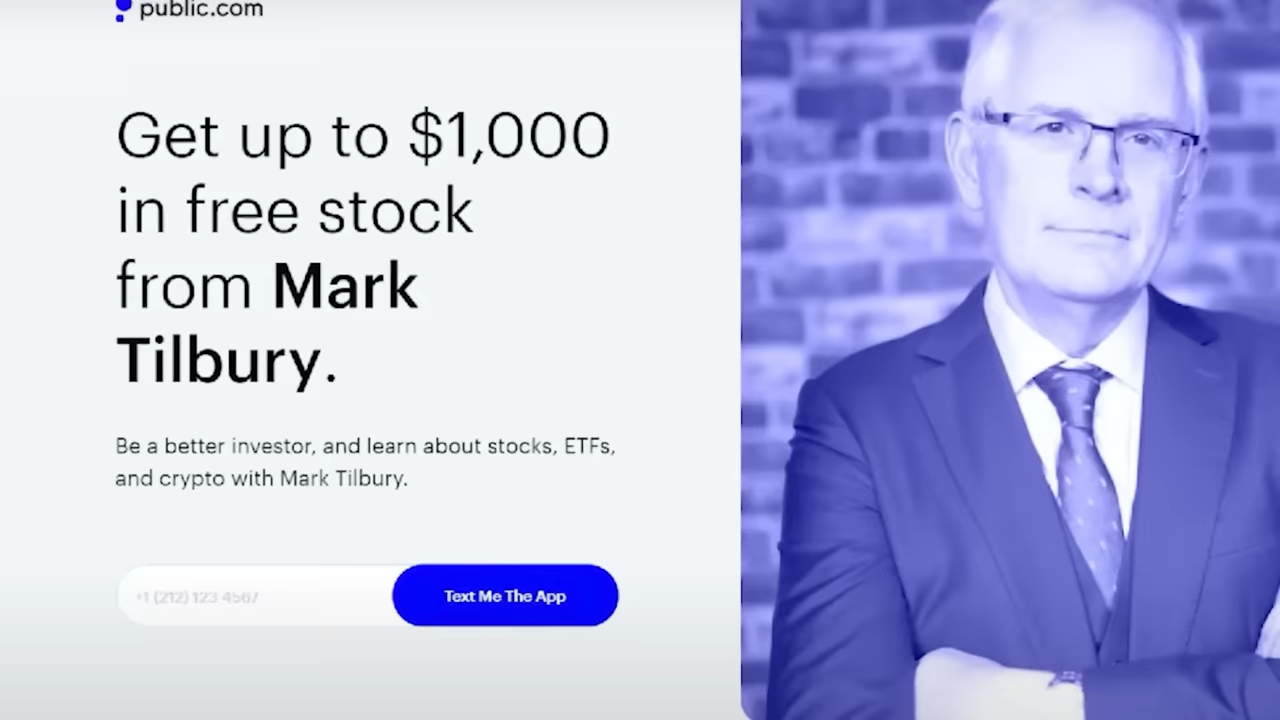 public.com
Get up to $1,000
in free stock
from Mark
Tilbury.
Be a better investor, and learn about stocks, ETFs,
and crypto with Mark Tilbury.
+1 (212) 123 4567
Text Me The App